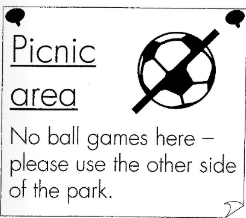 Picnic
area
No ball games here –
please use the other side
of the park.